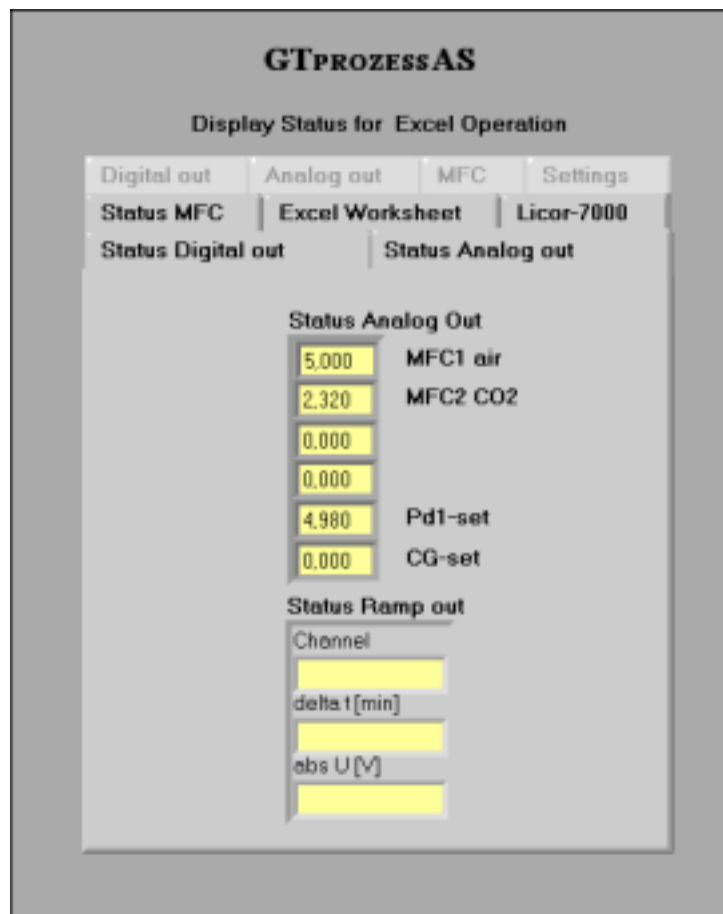 GTPROZESSAS
Display Status for Excel Operation
Digital out Analog out MFC Settings
Status MFC Excel Worksheet Licor-7000
Status Digital out Status Analog out
Status Analog Out
5,000 MFC1 air
2,320 MFC2 CO2
0,000
0,000
4,980 Pd1-set
0,000 CG-set
Status Ramp out
Channel
delta t [min]
abs U [V]